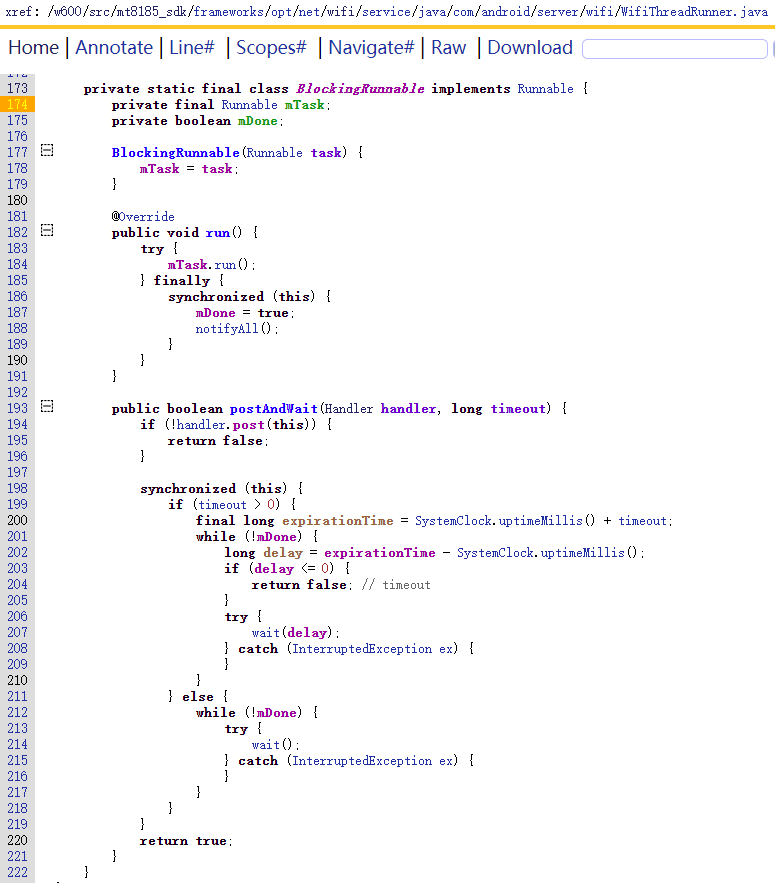 xref: /w600/src/mt8185_sdk/frameworks/opt/net/wifi/service/java/com/android/server/wifi/WifiThreadRunner.java
Home | Annotate | Line# | Scopes# | Navigate# | Raw | Download
172
173 private static final class BlockingRunnable implements Runnable {
174 private final Runnable mTask;
175 private boolean mDone;
176
177 BlockingRunnable(Runnable task) {
178 mTask = task;
179 }
180
181 @Override
182 public void run() {
183 try {
184 mTask.run();
185 } finally {
186 synchronized (this) {
187 mDone = true;
188 notifyAll();
189 }
190 }
191 }
192
193 public boolean postAndWait(Handler handler, long timeout) {
194 if (!handler.post(this)) {
195 return false;
196 }
197
198 synchronized (this) {
199 if (timeout > 0) {
200 final long expirationTime = SystemClock.uptimeMillis() + timeout;
201 while (!mDone) {
202 long delay = expirationTime - SystemClock.uptimeMillis();
203 if (delay <= 0) {
204 return false; // timeout
205 }
206 try {
207 wait(delay);
208 } catch (InterruptedException ex) {
209 }
210 }
211 } else {
212 while (!mDone) {
213 try {
214 wait();
215 } catch (InterruptedException ex) {
216 }
217 }
218 }
219 }
220 return true;
221 }
222 }